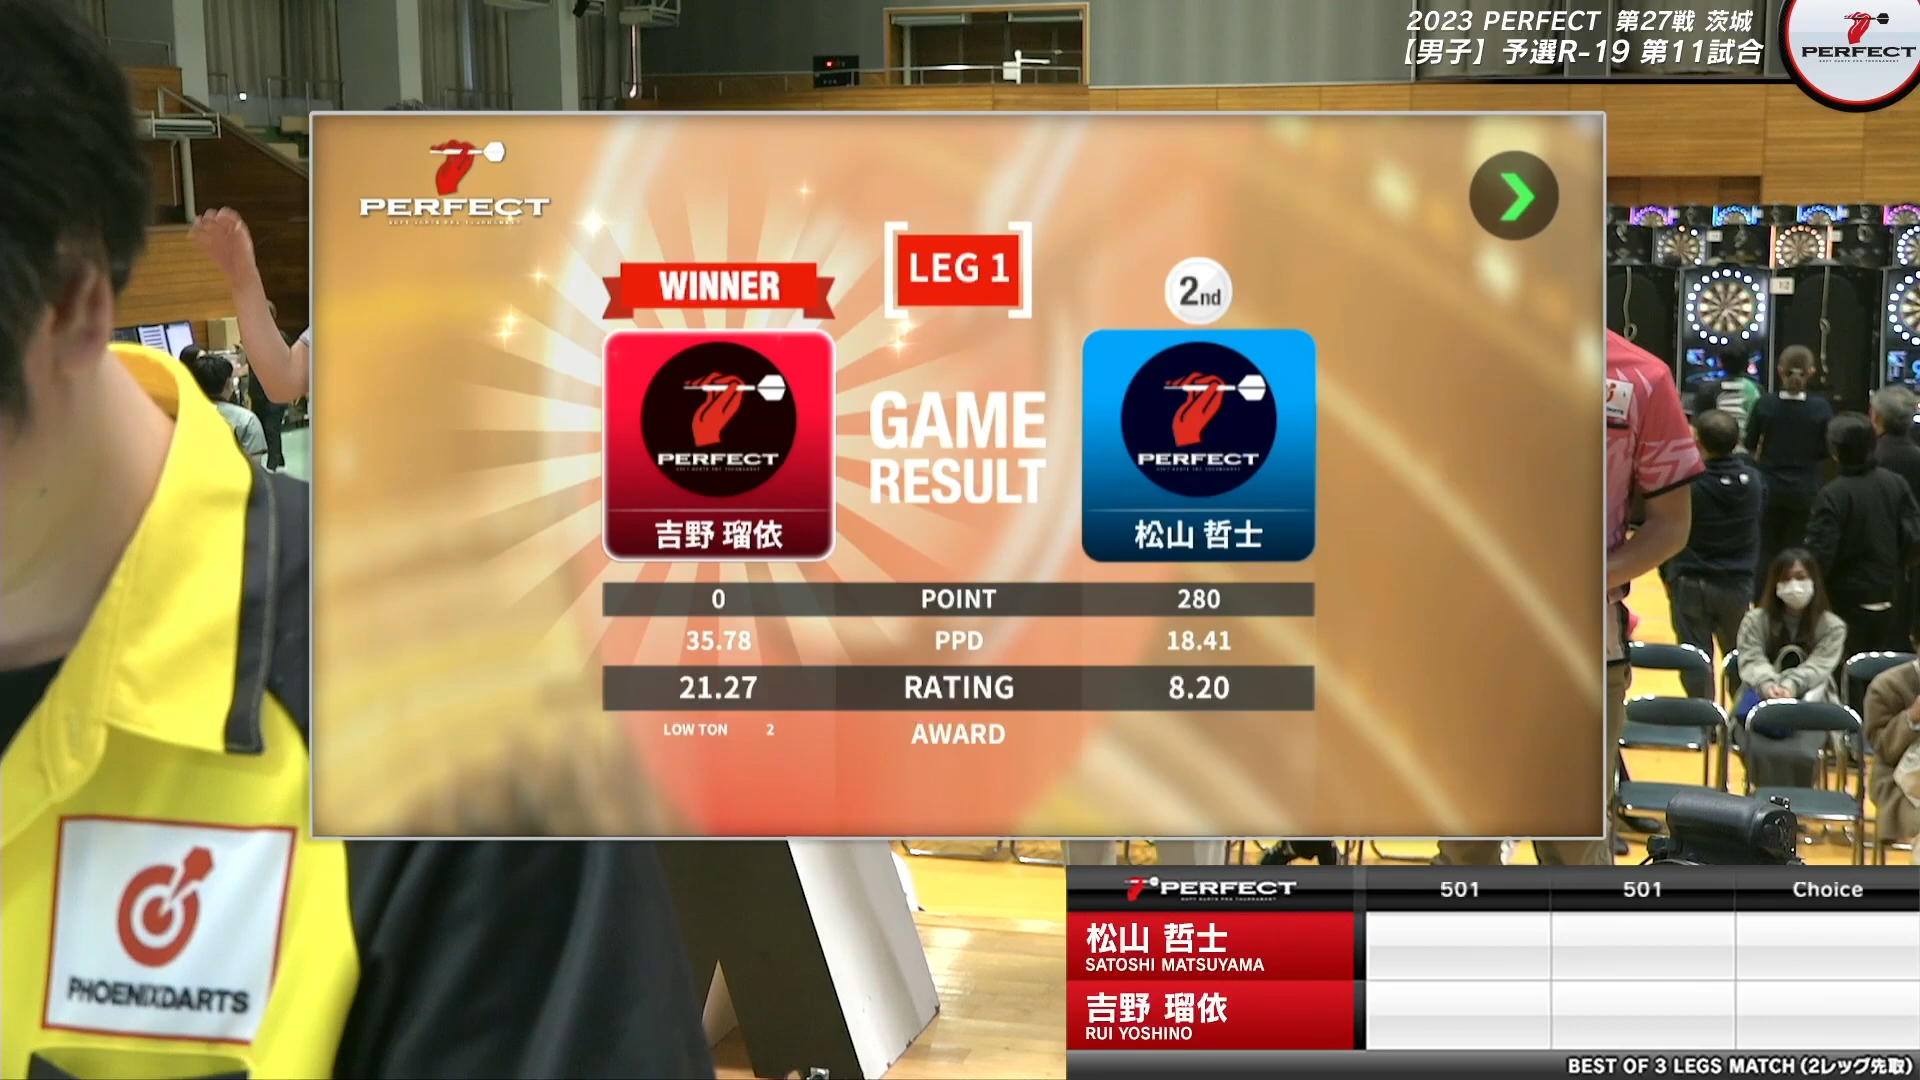 2023 PERFECT 第27戦 茨城
【男子】予選R-19 第11試合
PERFECT
PERFECT
LEG 1
WINNER
2nd
GAME
RESULT
PERFECT
PERFECT
吉野 瑠依
松山 哲士
0 POINT 280
35.78 PPD 18.41
21.27 RATING 8.20
LOW TON 2 AWARD
PHOENIXDARTS
PERFECT 501 501 Choice
松山 哲士
SATOSHI MATSUYAMA
吉野 瑠依
RUI YOSHINO
BEST OF 3 LEGS MATCH (2レッグ先取)